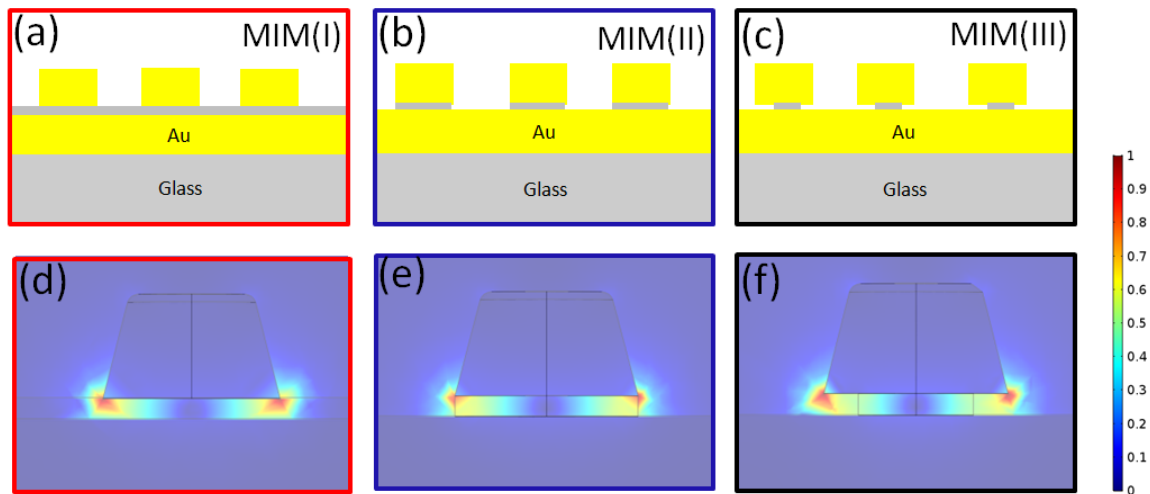 (a) MIM(I)
Au
Glass
(b) MIM(II)
Au
Glass
(c) MIM(III)
Au
Glass
(d)
(e)
(f)
1
0.9
0.8
0.7
0.6
0.5
0.4
0.3
0.2
0.1
0